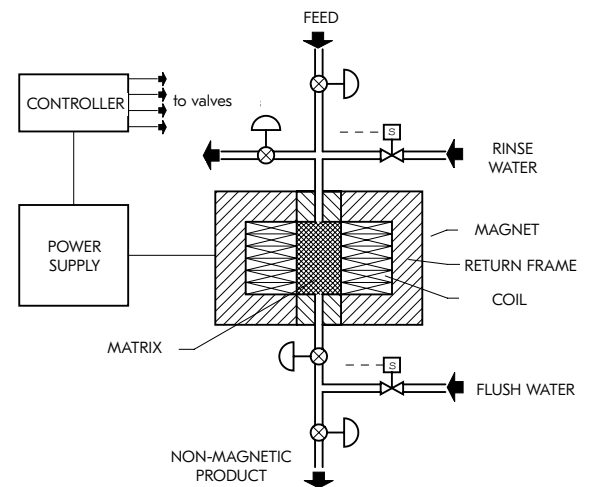 FEED
CONTROLLER
to valves
S
RINSE
WATER
MAGNET
POWER
SUPPLY
RETURN FRAME
COIL
MATRIX
S
FLUSH WATER
NON-MAGNETIC
PRODUCT